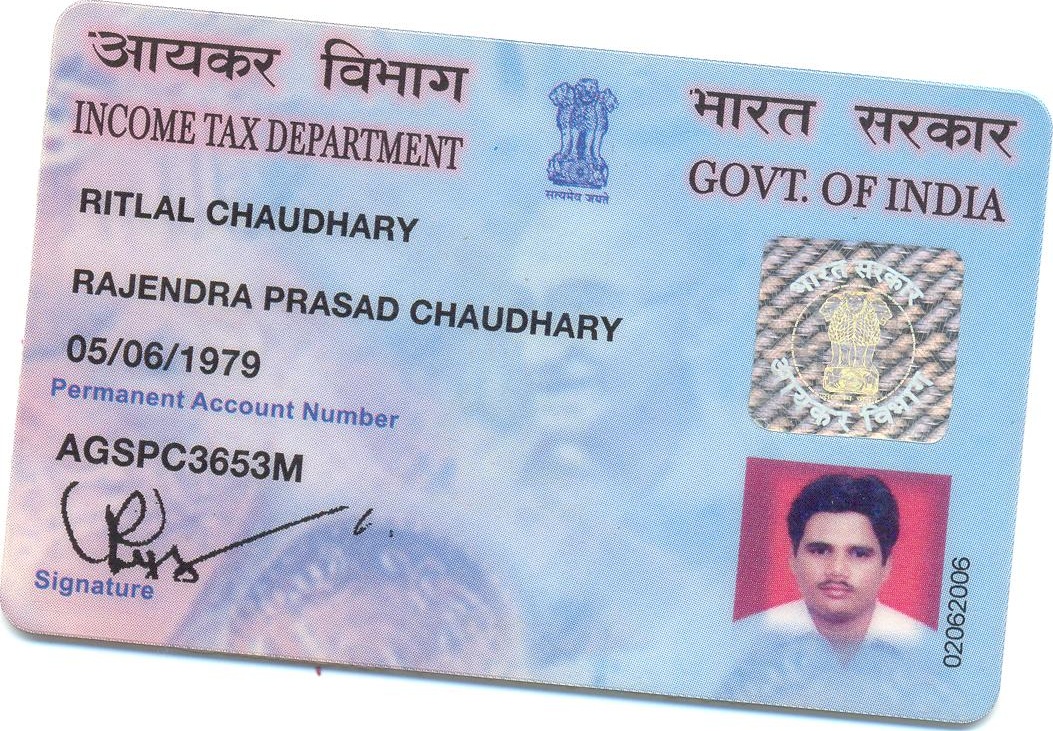 आयकर विभाग
INCOME TAX DEPARTMENT
सत्यमेव जयते
भारत सरकार
GOVT. OF INDIA
RITLAL CHAUDHARY
RAJENDRA PRASAD CHAUDHARY
05/06/1979
Permanent Account Number
AGSPC3653M
Signature
भारत सरकार
आयकर विभाग
02062006